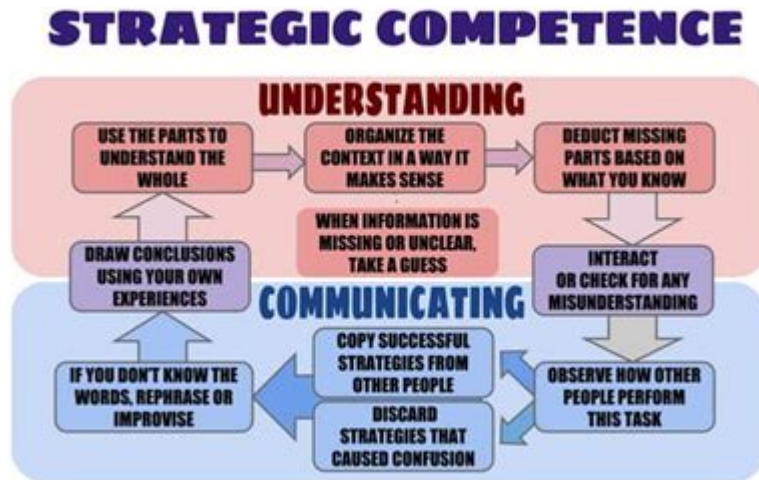 STRATEGIC COMPETENCE
UNDERSTANDING
USE THE PARTS TO
UNDERSTAND THE
WHOLE
ORGANIZE THE
CONTEXT IN A WAY IT
MAKES SENSE
DEDUCT MISSING
PARTS BASED ON
WHAT YOU KNOW
WHEN INFORMATION IS
MISSING OR UNCLEAR,
TAKE A GUESS
DRAW CONCLUSIONS
USING YOUR OWN
EXPERIENCES
INTERACT
OR CHECK FOR ANY
MISUNDERSTANDING
COMMUNICATING
COPY SUCCESSFUL
STRATEGIES FROM
OTHER PEOPLE
IF YOU DON'T KNOW THE
WORDS, REPHRASE OR
IMPROVISE
OBSERVE HOW OTHER
PEOPLE PERFORM
THIS TASK
DISCARD
STRATEGIES THAT
CAUSED CONFUSION